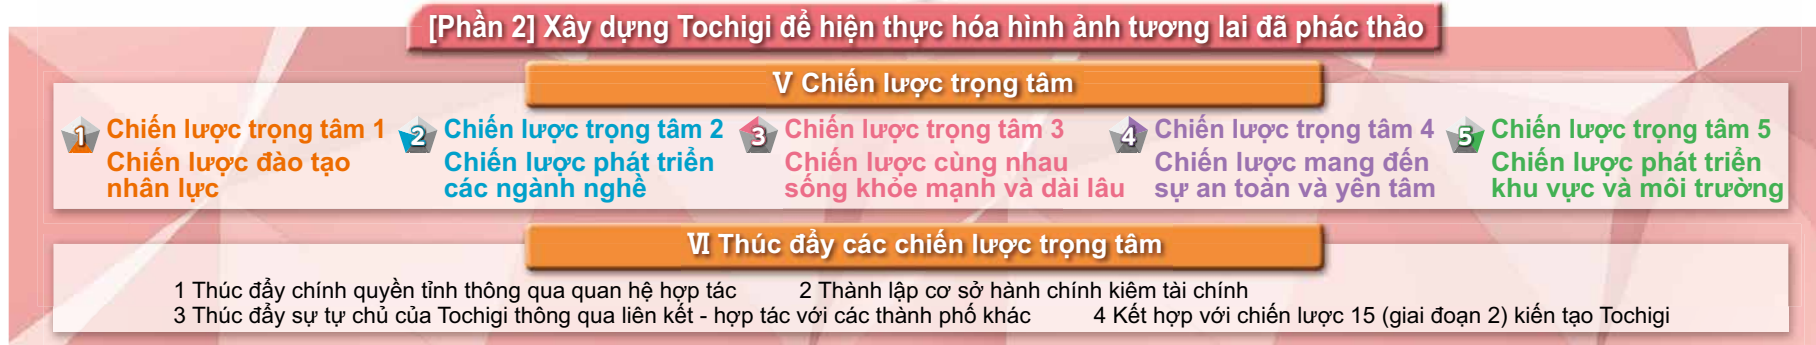 [Phần 2] Xây dựng Tochigi để hiện thực hóa hình ảnh tương lai đã phác thảo
Ⅴ Chiến lược trọng tâm
1 Chiến lược trọng tâm 1
Chiến lược đào tạo
nhân lực
2 Chiến lược trọng tâm 2
Chiến lược phát triển
các ngành nghề
3 Chiến lược trọng tâm 3
Chiến lược cùng nhau
sống khỏe mạnh và dài lâu
4 Chiến lược trọng tâm 4
Chiến lược mang đến
sự an toàn và yên tâm
5 Chiến lược trọng tâm 5
Chiến lược phát triển
khu vực và môi trường
Ⅵ Thúc đẩy các chiến lược trọng tâm
1 Thúc đẩy chính quyền tỉnh thông qua quan hệ hợp tác 2 Thành lập cơ sở hành chính kiêm tài chính
3 Thúc đẩy sự tự chủ của Tochigi thông qua liên kết - hợp tác với các thành phố khác 4 Kết hợp với chiến lược 15 (giai đoạn 2) kiến tạo Tochigi